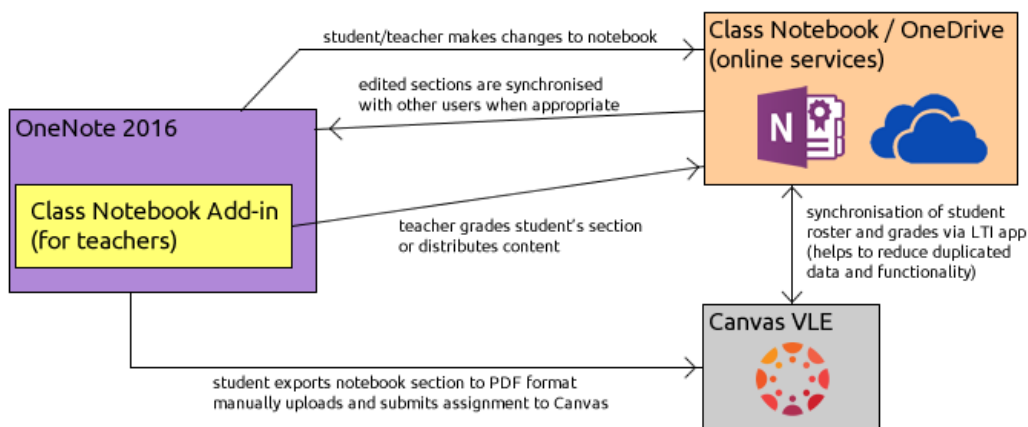 student/teacher makes changes to notebook
Class Notebook / OneDrive
(online services)
edited sections are synchronised
with other users when appropriate
OneNote 2016
N
Class Notebook Add-in
(for teachers)
teacher grades student's section
or distributes content
synchronisation of student
roster and grades via LTI app
(helps to reduce duplicated
data and functionality)
Canvas VLE
student exports notebook section to PDF format
manually uploads and submits assignment to Canvas